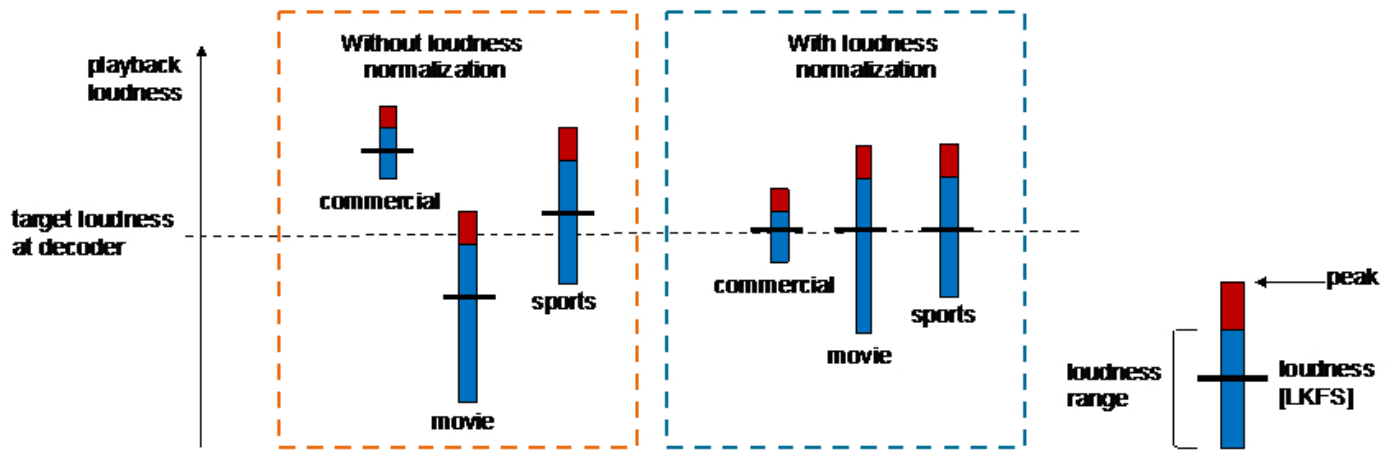 playback
loudness
target loudness
at decoder
Without loudness
normalization
commercial
movie
sports
With loudness
normalization
commercial
movie
sports
peak
loudness
range
loudness
[LKFS]